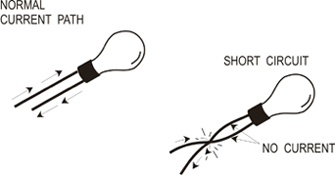 NORMAL
CURRENT PATH
SHORT CIRCUIT
NO CURRENT